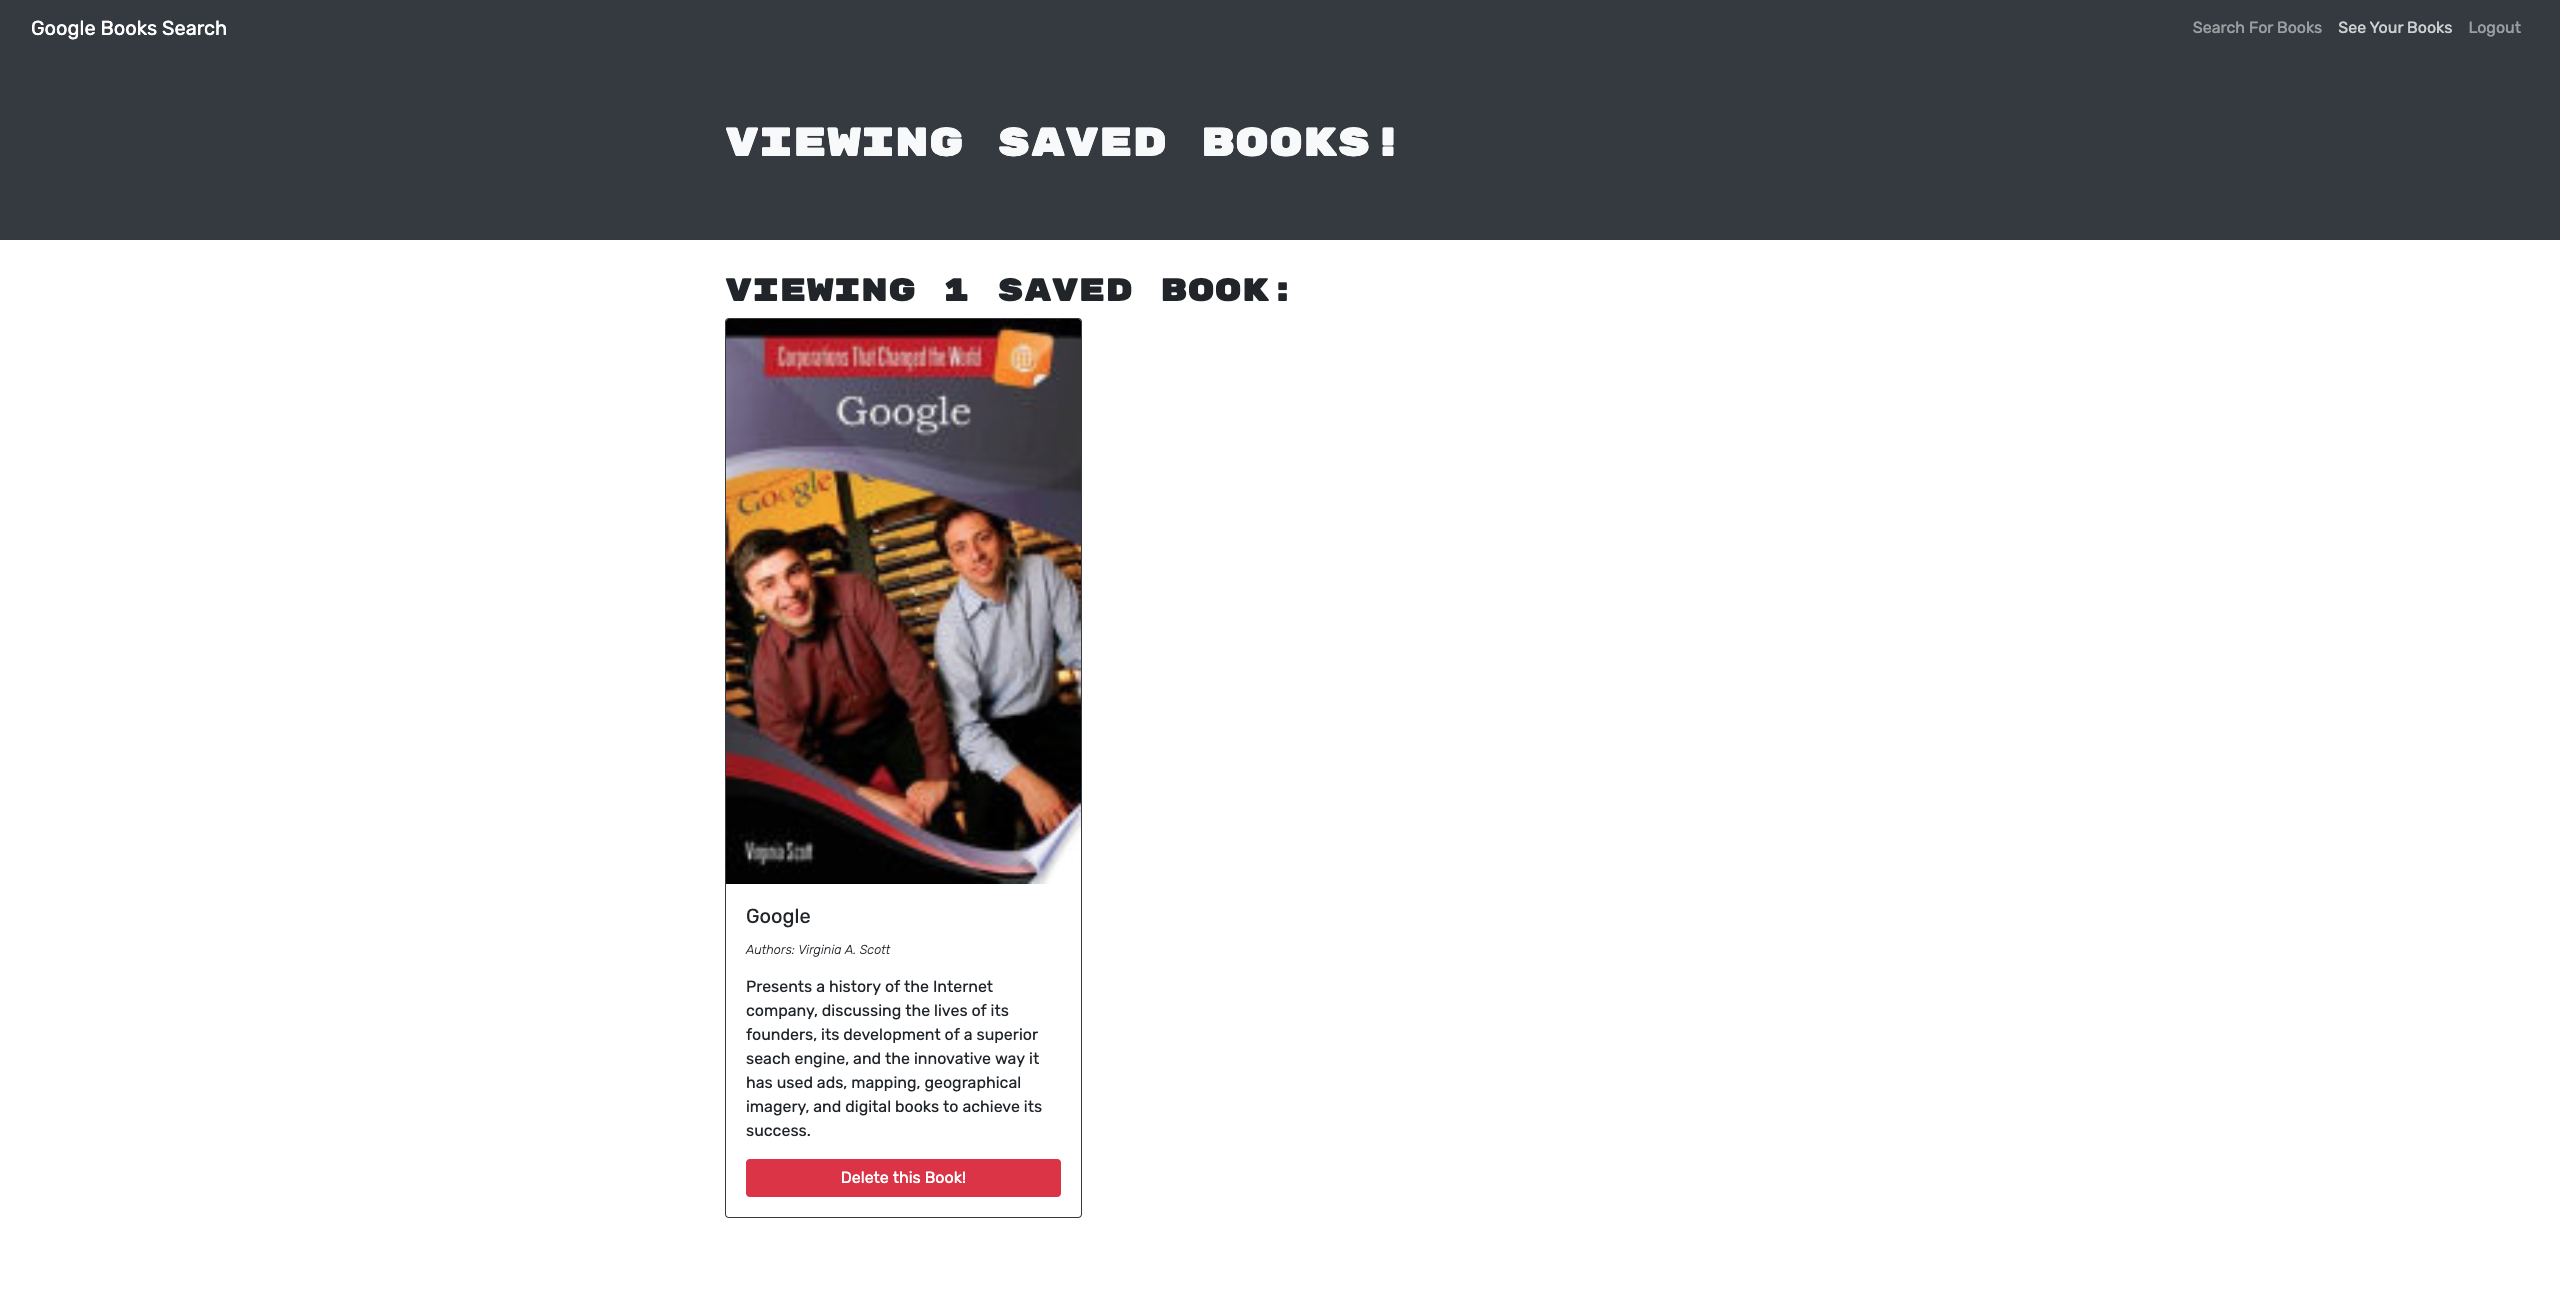 Google Books Search
Search For Books See Your Books Logout
VIEWING SAVED BOOKS!
VIEWING 1 SAVED BOOK:
Corporations That Changed the World
Google
Google
Virginia Scott
Google
Authors: Virginia A. Scott
Presents a history of the Internet
company, discussing the lives of its
founders, its development of a superior
seach engine, and the innovative way it
has used ads, mapping, geographical
imagery, and digital books to achieve its
success.
Delete this Book!